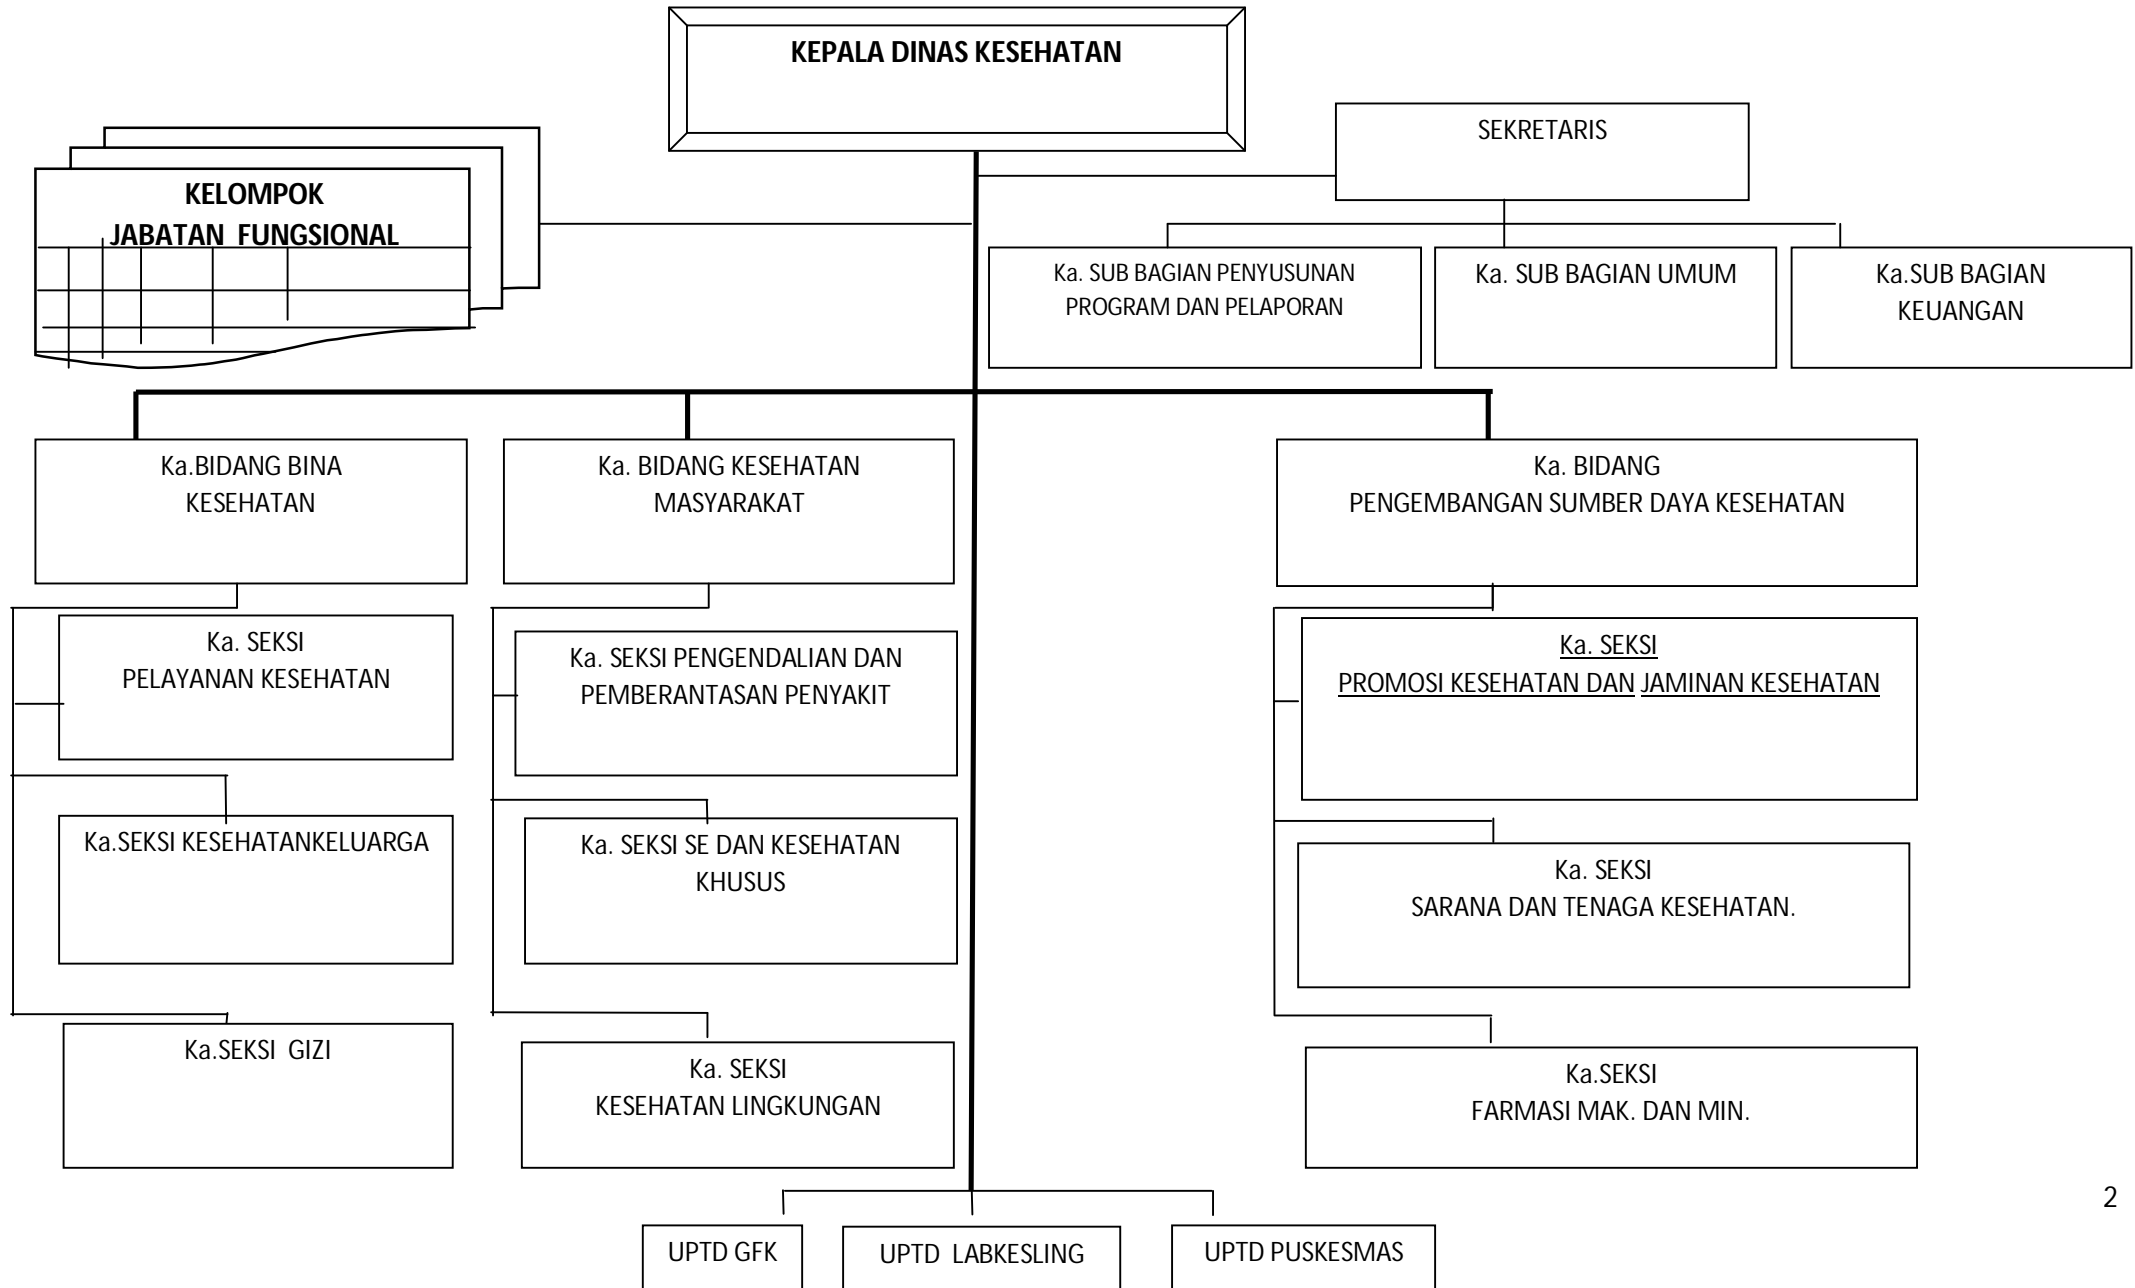 KEPALA DINAS KESEHATAN
SEKRETARIS
KELOMPOK
JABATAN FUNGSIONAL
Ka. SUB BAGIAN PENYUSUNAN
PROGRAM DAN PELAPORAN
Ka. SUB BAGIAN UMUM
Ka.SUB BAGIAN
KEUANGAN
Ka.BIDANG BINA
KESEHATAN
Ka. BIDANG KESEHATAN
MASYARAKAT
Ka. BIDANG
PENGEMBANGAN SUMBER DAYA KESEHATAN
Ka. SEKSI
PELAYANAN KESEHATAN
Ka. SEKSI PENGENDALIAN DAN
PEMBERANTASAN PENYAKIT
Ka. SEKSI
PROMOSI KESEHATAN DAN JAMINAN KESEHATAN
Ka.SEKSI KESEHATANKELUARGA
Ka. SEKSI SE DAN KESEHATAN
KHUSUS
Ka. SEKSI
SARANA DAN TENAGA KESEHATAN.
Ka.SEKSI GIZI
Ka. SEKSI
KESEHATAN LINGKUNGAN
Ka.SEKSI
FARMASI MAK. DAN MIN.
2
UPTD GFK
UPTD LABKESLING
UPTD PUSKESMAS